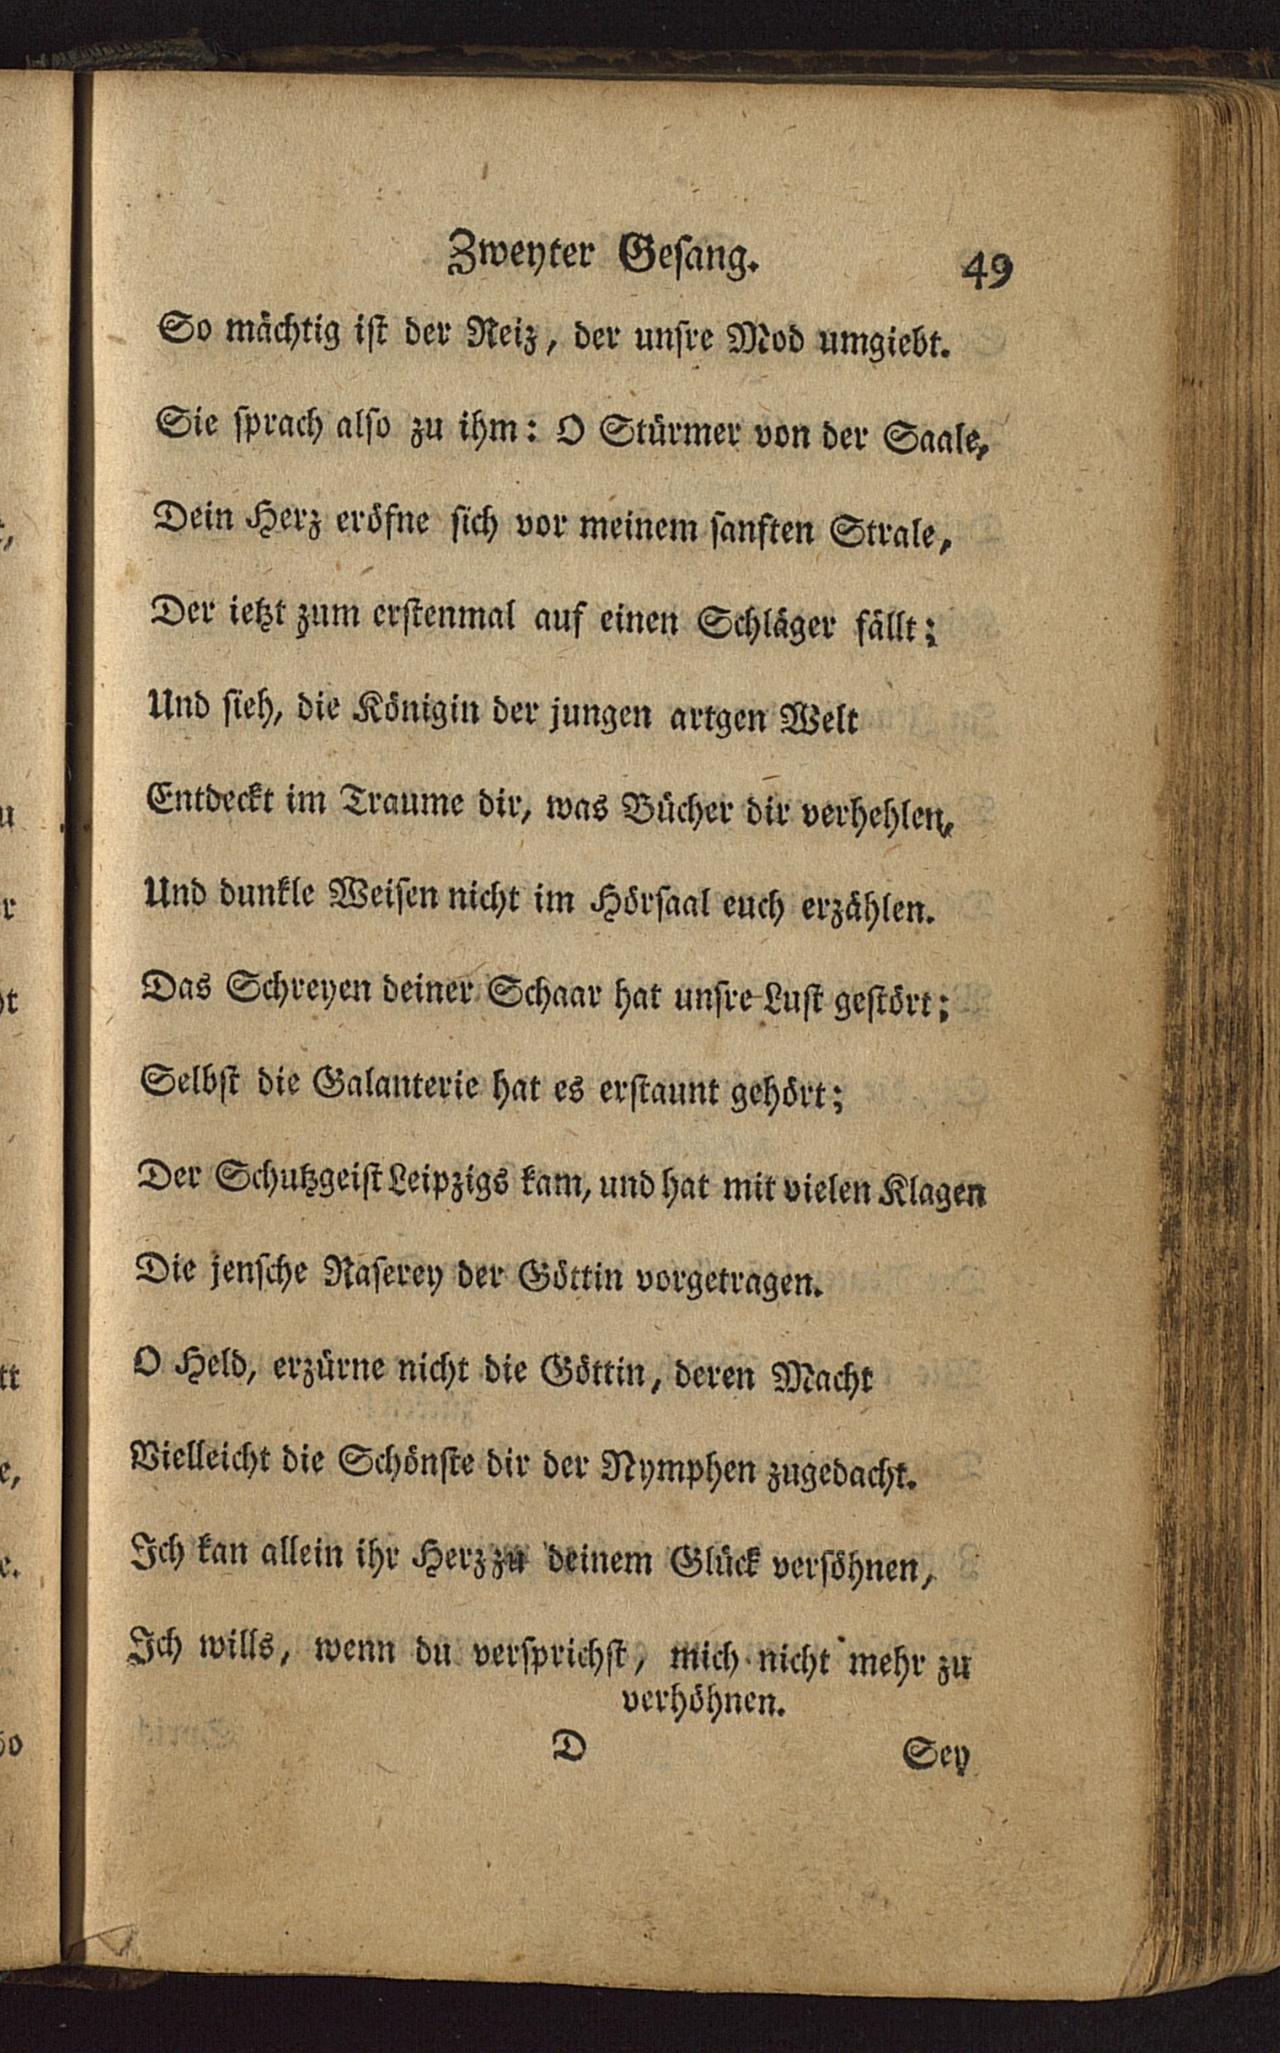 Zweyter Gesang. 49
So mächtig ist der Reiz, der unsre Mod umgiebt.
Sie sprach also zu ihm: O Stürmer von der Saale,
Dein Herz eröfne sich vor meinem sanften Strale,
Der ietzt zum erstenmal auf einen Schläger fällt;
Und sieh, die Königin der jungen artgen Welt
Entdeckt im Traume dir, was Bücher dir verhehlen,
Und dunkle Weisen nicht im Hörsaal euch erzählen.
Das Schreyen deiner Schaar hat unsre Lust gestört;
Selbst die Galanterie hat es erstaunt gehört;
Der Schutzgeist Leipzigs kam, und hat mit vielen Klagen
Die jensche Raserey der Göttin vorgetragen.
O Held, erzürne nicht die Göttin, deren Macht
Vielleicht die Schönste dir der Nymphen zugedacht.
Ich kan allein ihr Herz zu deinem Glück versöhnen,
Ich wills, wenn du versprichst, mich nicht mehr zu
verhöhnen.
D Sey